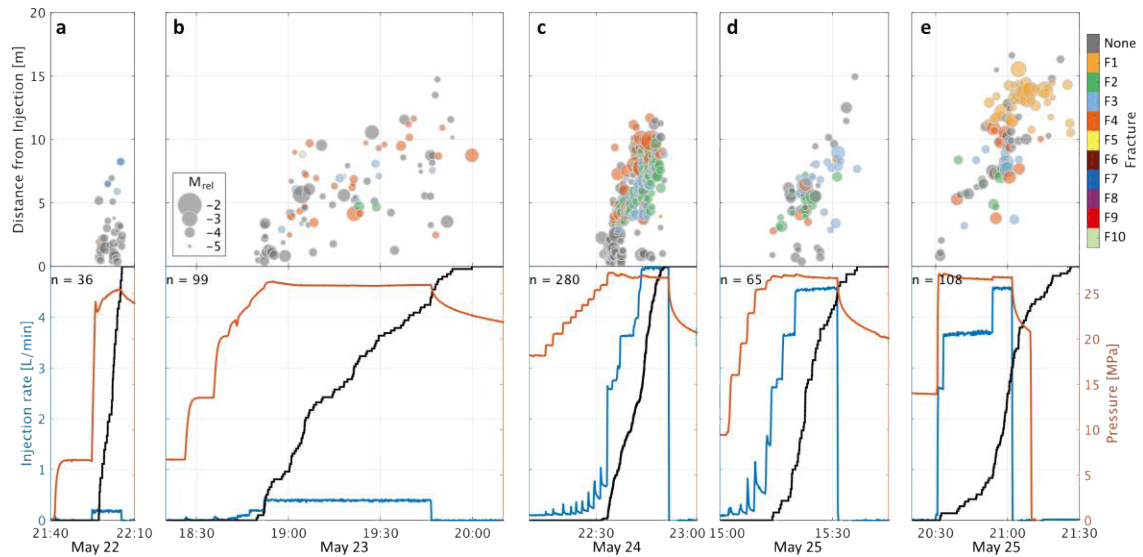 a
b
c
d
e
Distance from Injection [m]
20
15
10
5
0
M_rel
-2
-3
-4
-5
None
F1
F2
F3
F4
F5
F6
F7
F8
F9
F10
Fracture
n = 36
n = 99
n = 280
n = 65
n = 108
Injection rate [L/min]
4
3
2
1
0
25
20
15
10
5
0
Pressure [MPa]
21:40 22:10
18:30 19:00 19:30 20:00
22:30 23:00
15:00 15:30
20:30 21:00 21:30
May 22
May 23
May 24
May 25
May 25